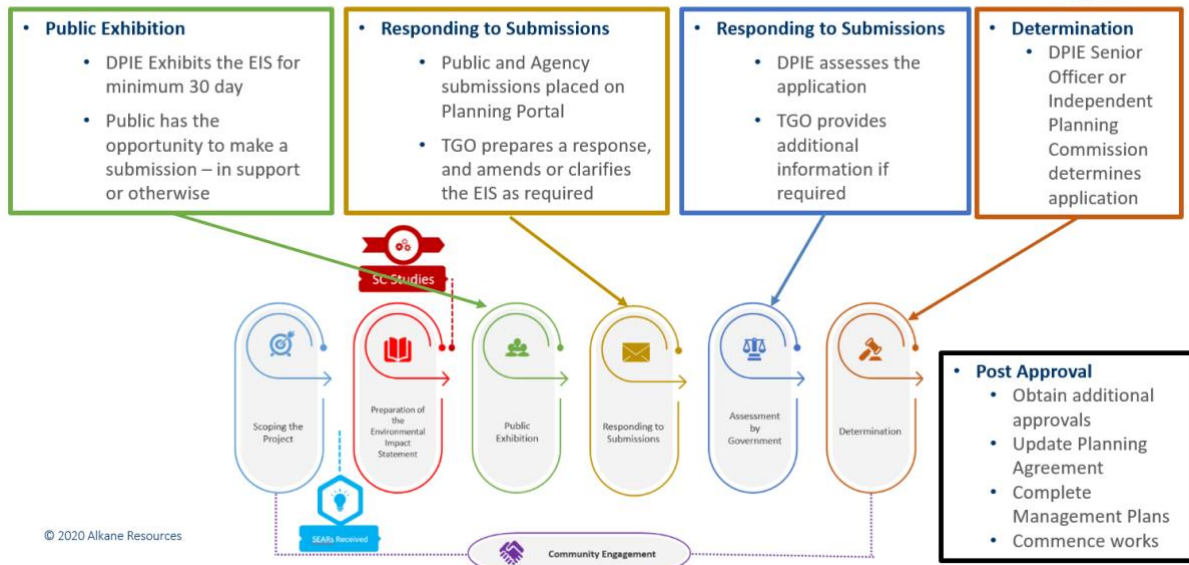 • Public Exhibition
• DPIE Exhibits the EIS for
minimum 30 day
• Public has the
opportunity to make a
submission – in support
or otherwise
• Responding to Submissions
• Public and Agency
submissions placed on
Planning Portal
• TGO prepares a response,
and amends or clarifies
the EIS as required
• Responding to Submissions
• DPIE assesses the
application
• TGO provides
additional
information if
required
• Determination
• DPIE Senior
Officer or
Independent
Planning
Commission
determines
application
SC Studies
Scoping the
Project
Preparation of
the
Environmental
Impact
Statement
Public
Exhibition
Responding to
Submissions
Assessment
by
Government
Determination
• Post Approval
• Obtain additional
approvals
• Update Planning
Agreement
• Complete
Management Plans
• Commence works
SEARs Received
© 2020 Alkane Resources
Community Engagement